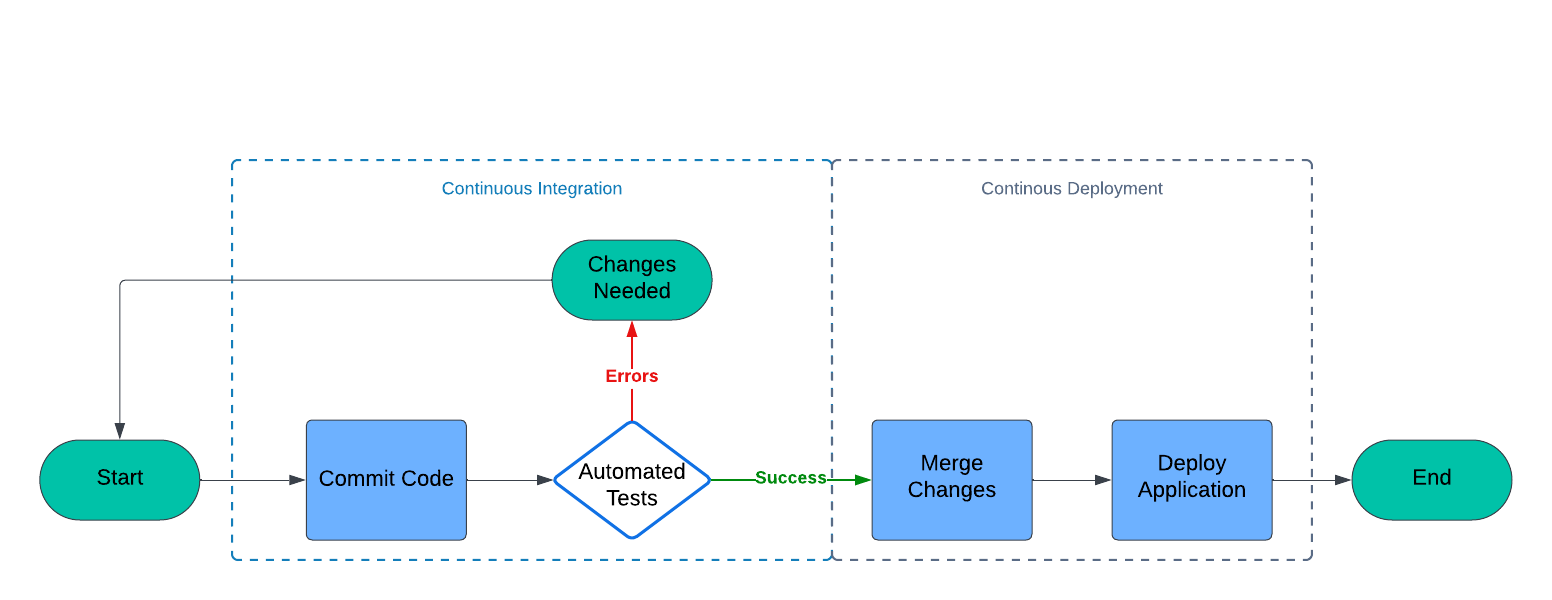 Continuous Integration
Continous Deployment
Changes
Needed
Errors
Start
Commit Code
Automated
Tests
Success
Merge
Changes
Deploy
Application
End